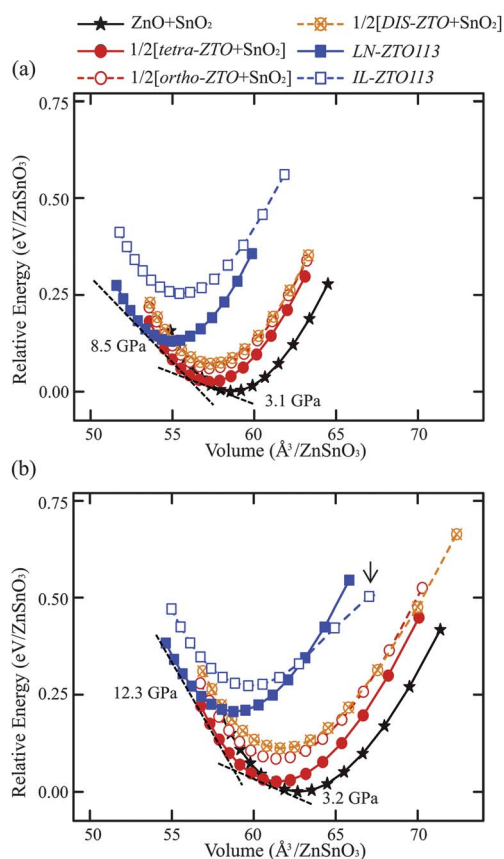 ZnO+SnO₂
1/2[DIS-ZTO+SnO₂]
1/2[tetra-ZTO+SnO₂]
LN-ZTO113
1/2[ortho-ZTO+SnO₂]
IL-ZTO113
(a)
0.75
0.50
0.25
0.00
Relative Energy (eV/ZnSnO₃)
8.5 GPa
3.1 GPa
50 55 60 65 70
Volume (Å³/ZnSnO₃)
(b)
0.75
0.50
0.25
0.00
Relative Energy (eV/ZnSnO₃)
12.3 GPa
3.2 GPa
50 55 60 65 70
Volume (Å³/ZnSnO₃)